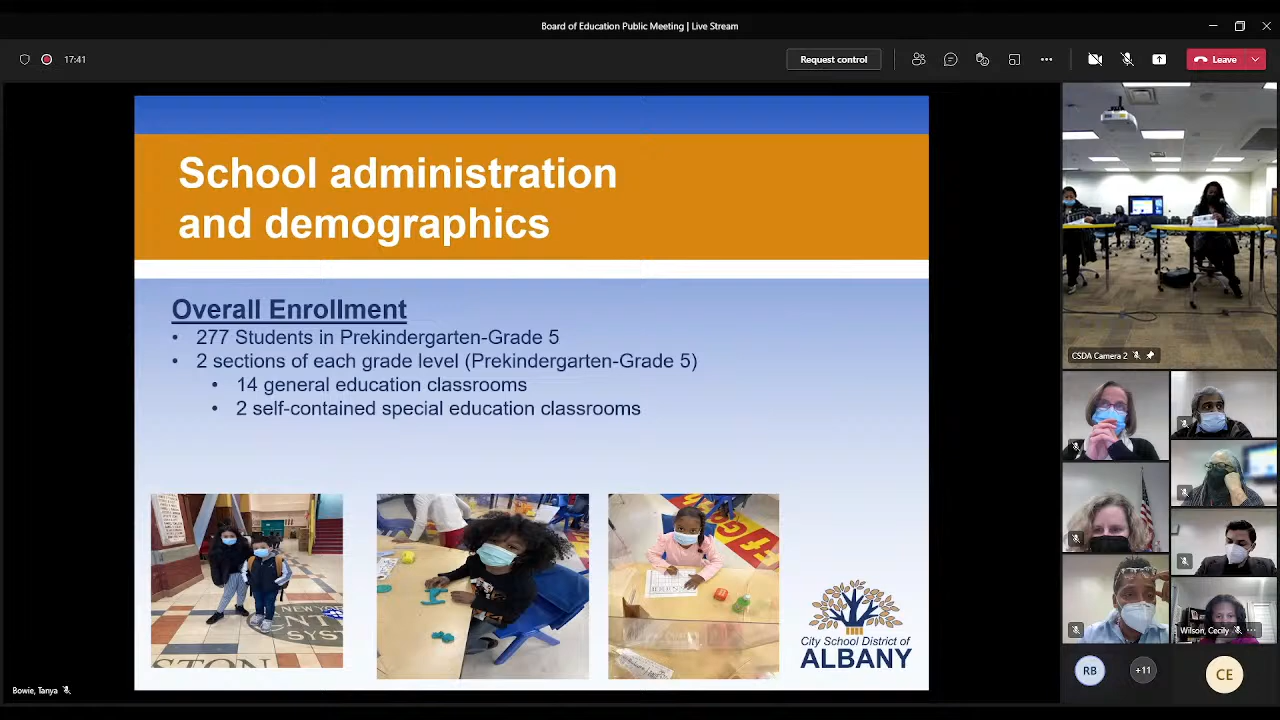 Board of Education Public Meeting | Live Stream
17:41
Request control
Leave
School administration
and demographics
Overall Enrollment
• 277 Students in Prekindergarten-Grade 5
• 2 sections of each grade level (Prekindergarten-Grade 5)
• 14 general education classrooms
• 2 self-contained special education classrooms
City School District of
ALBANY
CSDA Camera 2
Wilson, Cecily
RB
+11
CE
Bowie, Tanya